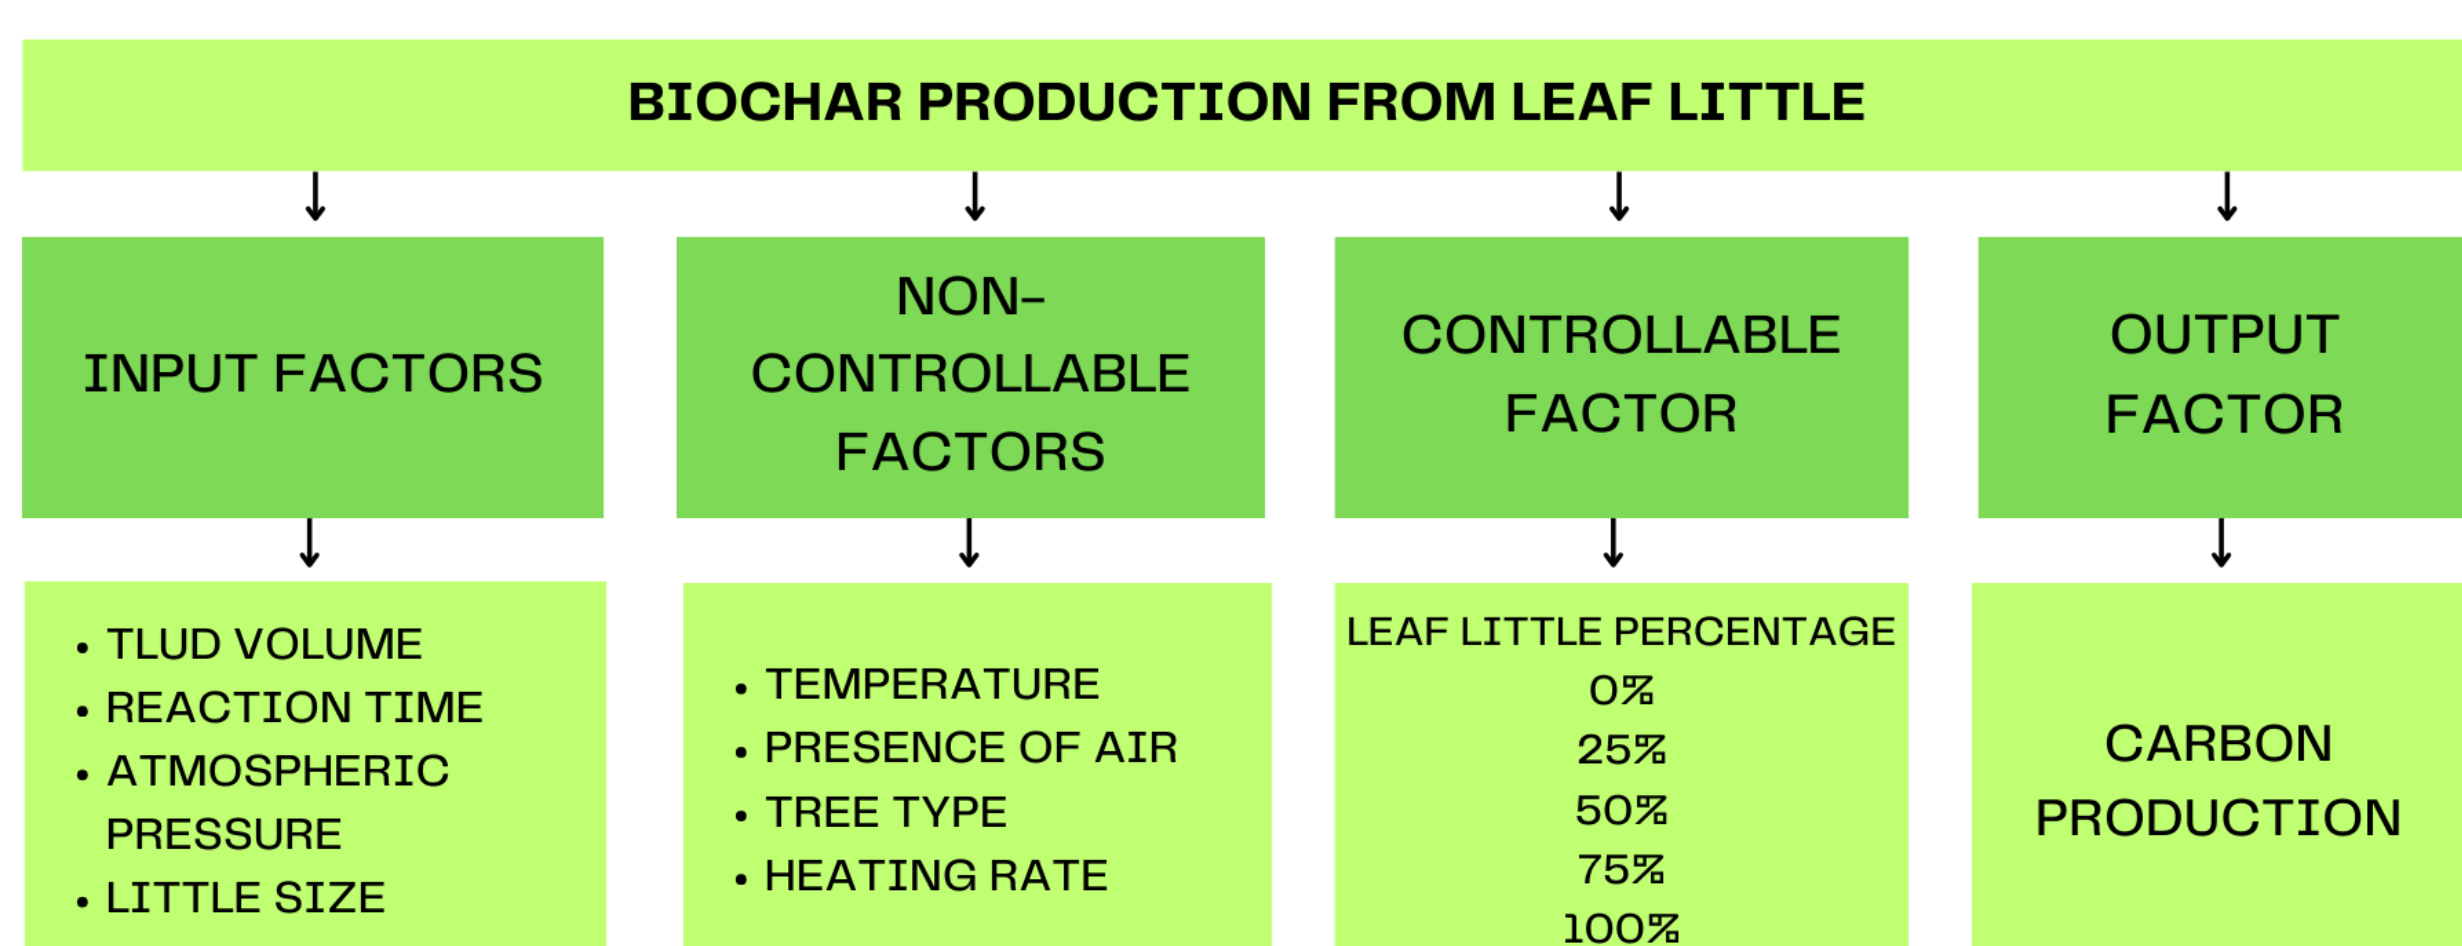 BIOCHAR PRODUCTION FROM LEAF LITTLE
INPUT FACTORS
NON-
CONTROLLABLE
FACTORS
CONTROLLABLE
FACTOR
OUTPUT
FACTOR
• TLUD VOLUME
• REACTION TIME
• ATMOSPHERIC
PRESSURE
• LITTLE SIZE
• TEMPERATURE
• PRESENCE OF AIR
• TREE TYPE
• HEATING RATE
LEAF LITTLE PERCENTAGE
0%
25%
50%
75%
100%
CARBON
PRODUCTION